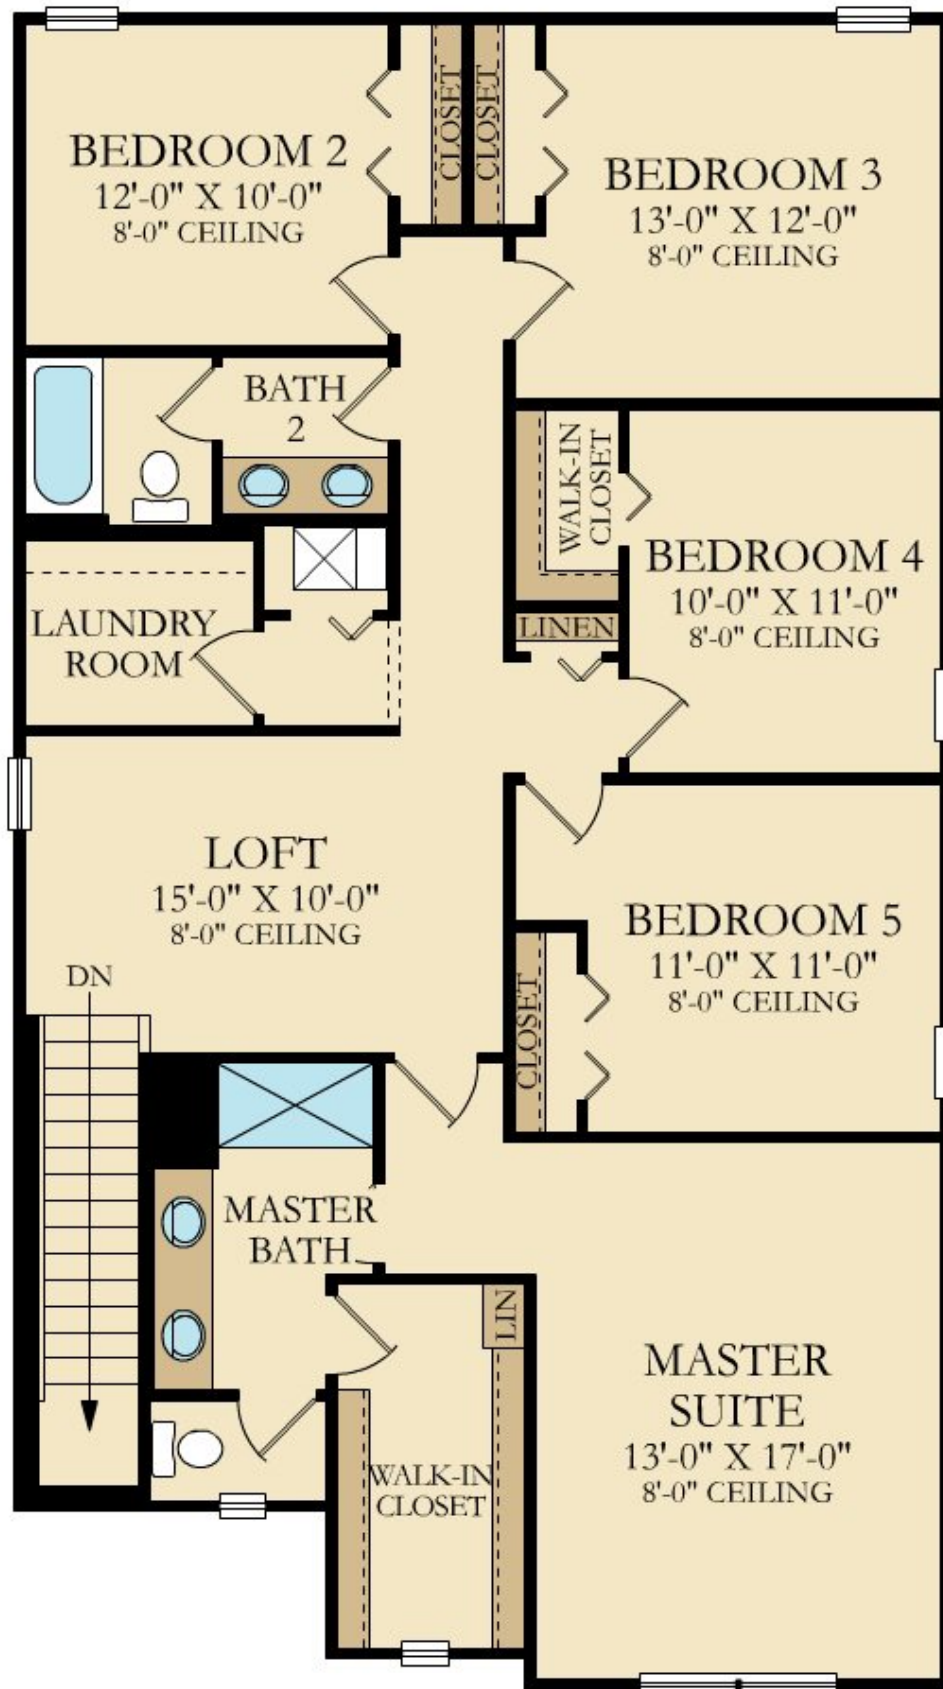 BEDROOM 2
12'-0" X 10'-0"
8'-0" CEILING
CLOSET
CLOSET
BEDROOM 3
13'-0" X 12'-0"
8'-0" CEILING
BATH
2
WALK-IN
CLOSET
BEDROOM 4
10'-0" X 11'-0"
8'-0" CEILING
LAUNDRY
ROOM
LINEN
LOFT
15'-0" X 10'-0"
8'-0" CEILING
BEDROOM 5
11'-0" X 11'-0"
8'-0" CEILING
CLOSET
DN
MASTER
BATH
LIN
MASTER
SUITE
13'-0" X 17'-0"
8'-0" CEILING
WALK-IN
CLOSET